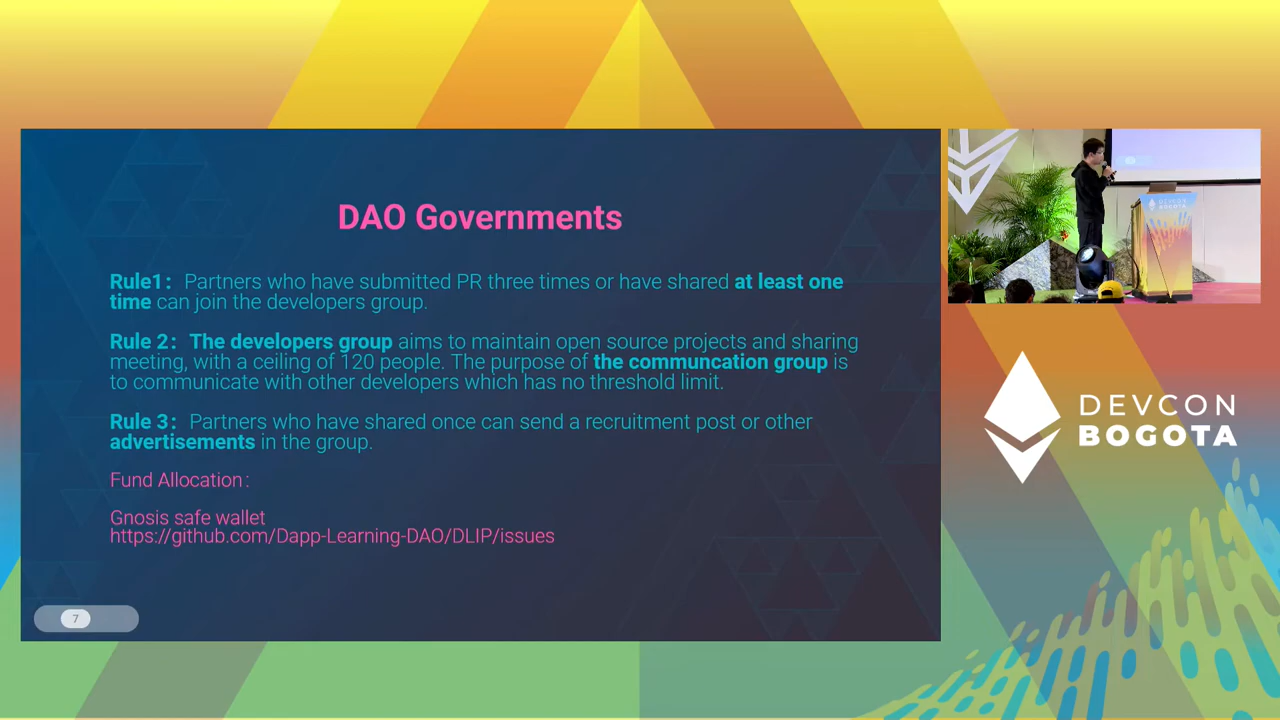 DAO Governments
Rule1： Partners who have submitted PR three times or have shared at least one
time can join the developers group.
Rule 2：The developers group aims to maintain open source projects and sharing
meeting, with a ceiling of 120 people. The purpose of the communcation group is
to communicate with other developers which has no threshold limit.
Rule 3： Partners who have shared once can send a recruitment post or other
advertisements in the group.
Fund Allocation：
Gnosis safe wallet
https://github.com/Dapp-Learning-DAO/DLIP/issues
7
DEVCON
BOGOTA
DEVCON
BOGOTA